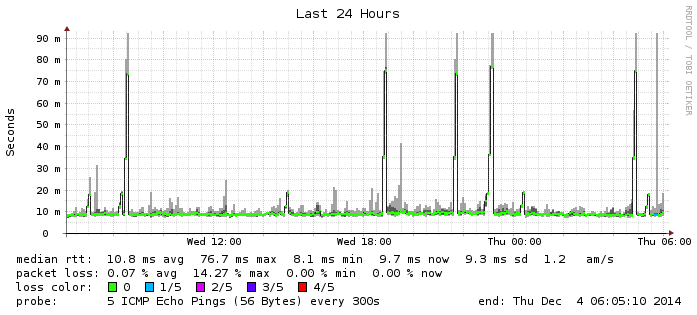 Last 24 Hours
RRDTOOL / TOBI OETIKER
Seconds
90 m
80 m
70 m
60 m
50 m
40 m
30 m
20 m
10 m
0
Wed 12:00 Wed 18:00 Thu 00:00 Thu 06:00
median rtt: 10.8 ms avg 76.7 ms max 8.1 ms min 9.7 ms now 9.3 ms sd 1.2 am/s
packet loss: 0.07 % avg 14.27 % max 0.00 % min 0.00 % now
loss color: 0 1/5 2/5 3/5 4/5
probe: 5 ICMP Echo Pings (56 Bytes) every 300s end: Thu Dec 4 06:05:10 2014